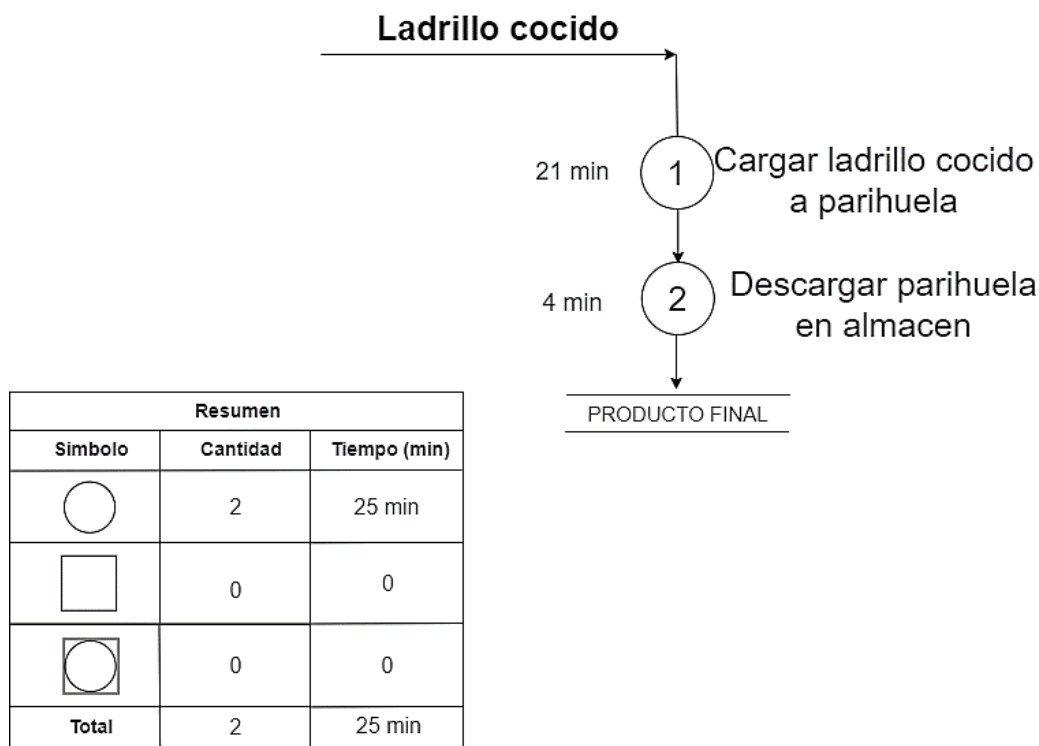 Ladrillo cocido
21 min
1
Cargar ladrillo cocido
a parihuela
4 min
2
Descargar parihuela
en almacen
PRODUCTO FINAL
Resumen
Simbolo Cantidad Tiempo (min)
2 25 min
0 0
0 0
Total 2 25 min